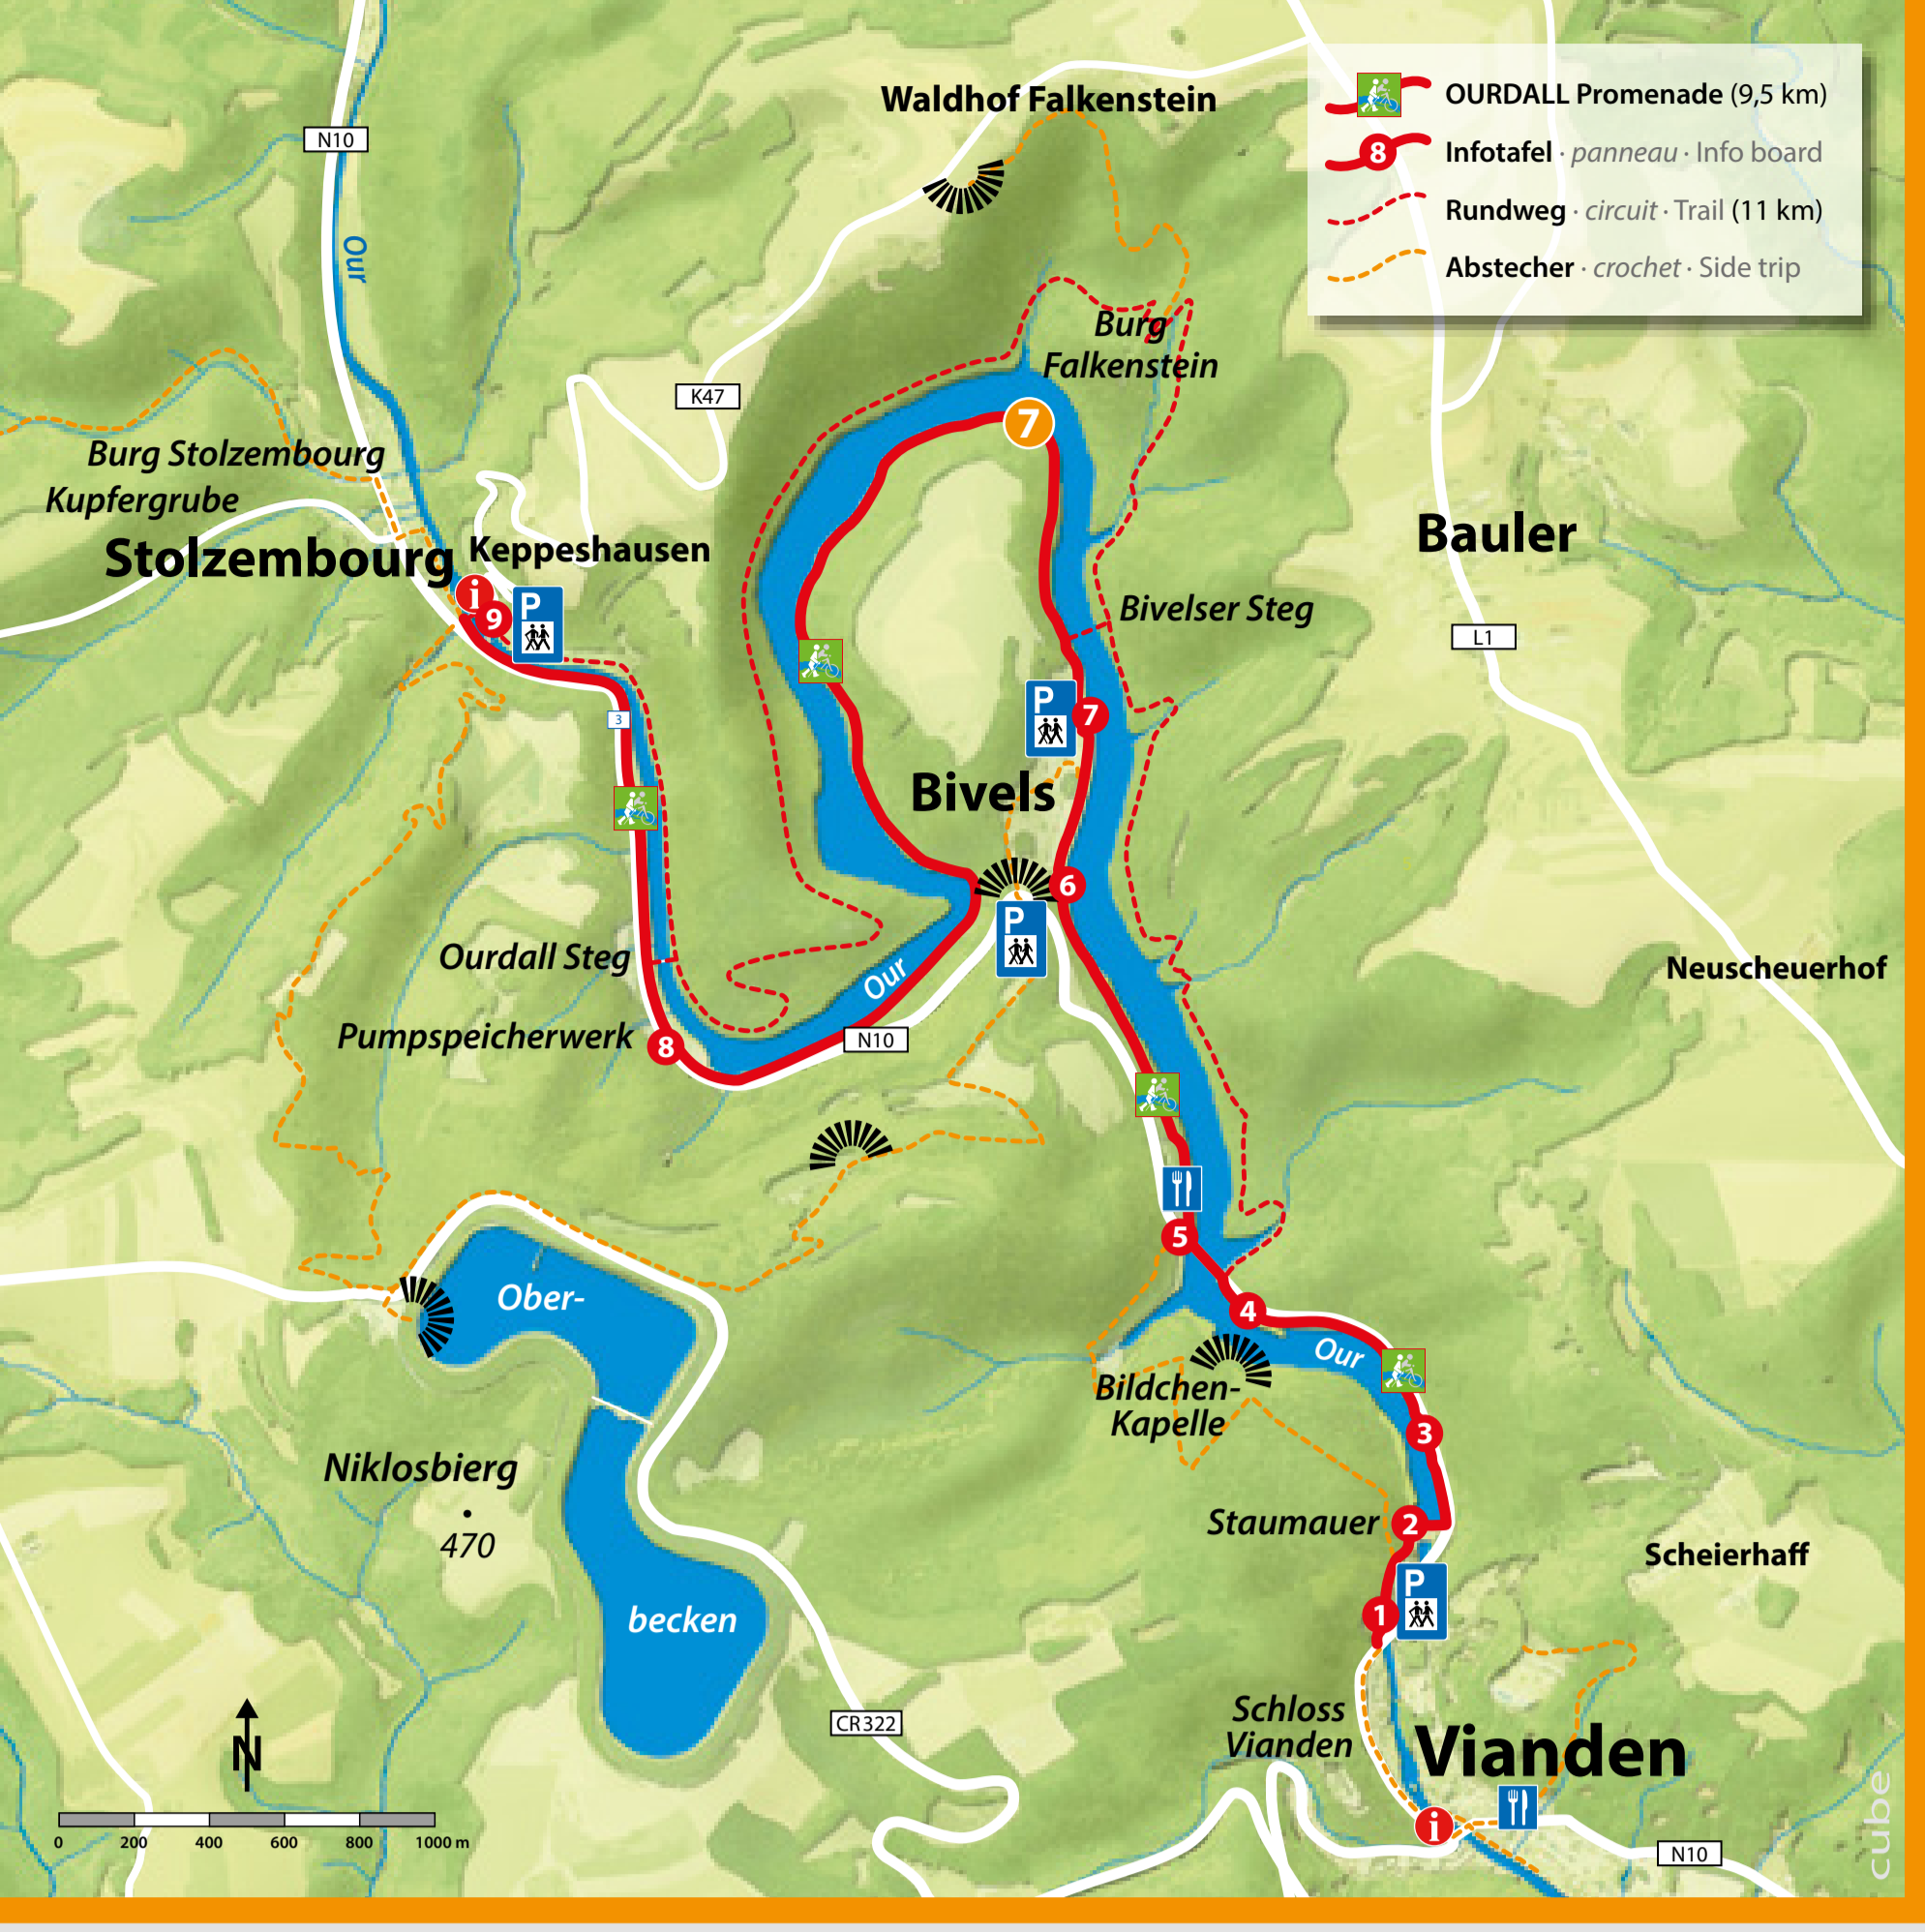 Waldhof Falkenstein
OURDALL Promenade (9,5 km)
8 Infotafel · panneau · Info board
Rundweg · circuit · Trail (11 km)
Abstecher · crochet · Side trip
N10
Our
Burg
Falkenstein
K47
7
Burg Stolzembourg
Kupfergrube
Stolzembourg
Keppeshausen
Bauler
i
9
P
Bivelser Steg
L1
3
P
7
Bivels
6
P
Ourdall Steg
Our
Neuscheuerhof
Pumpspeicherwerk
8
N10
5
Ober-
4
Our
Bildchen-
Kapelle
3
Niklosbierg
470
Staumauer
2
Scheierhaff
P
1
becken
Schloss
Vianden
CR322
Vianden
N
i
N10
0 200 400 600 800 1000 m
cube